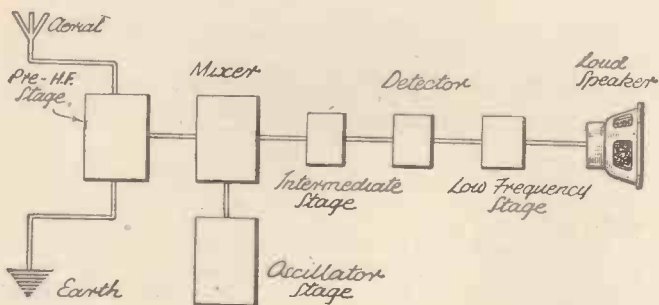 Aerial
Pre-H.F.
Stage.
Mixer
Detector
Loud
Speaker
Intermediate
Stage
Low Frequency
Stage
Earth
Oscillator
Stage